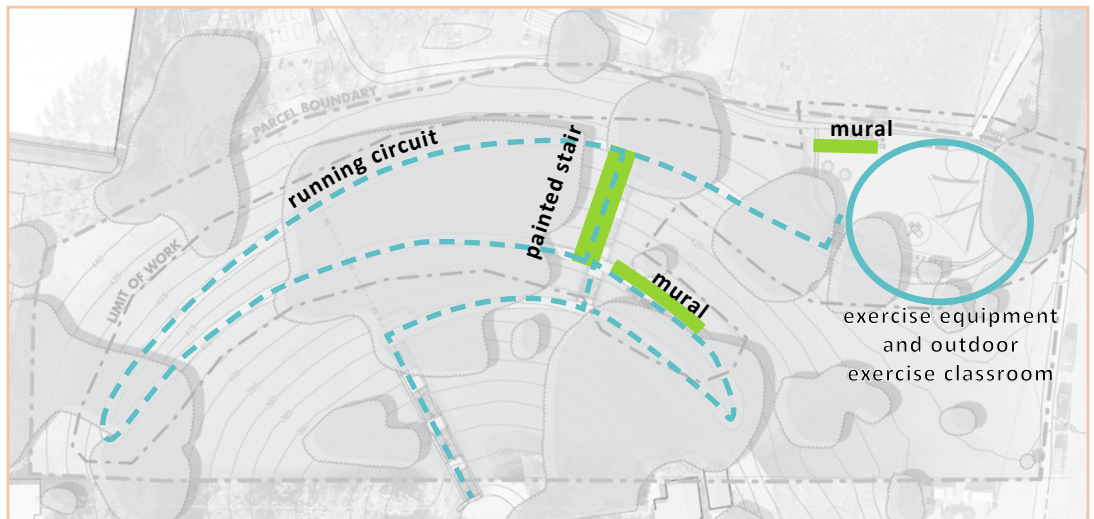 PARCEL BOUNDARY
running circuit
painted stair
mural
LIMIT OF WORK
mural
exercise equipment
and outdoor
exercise classroom